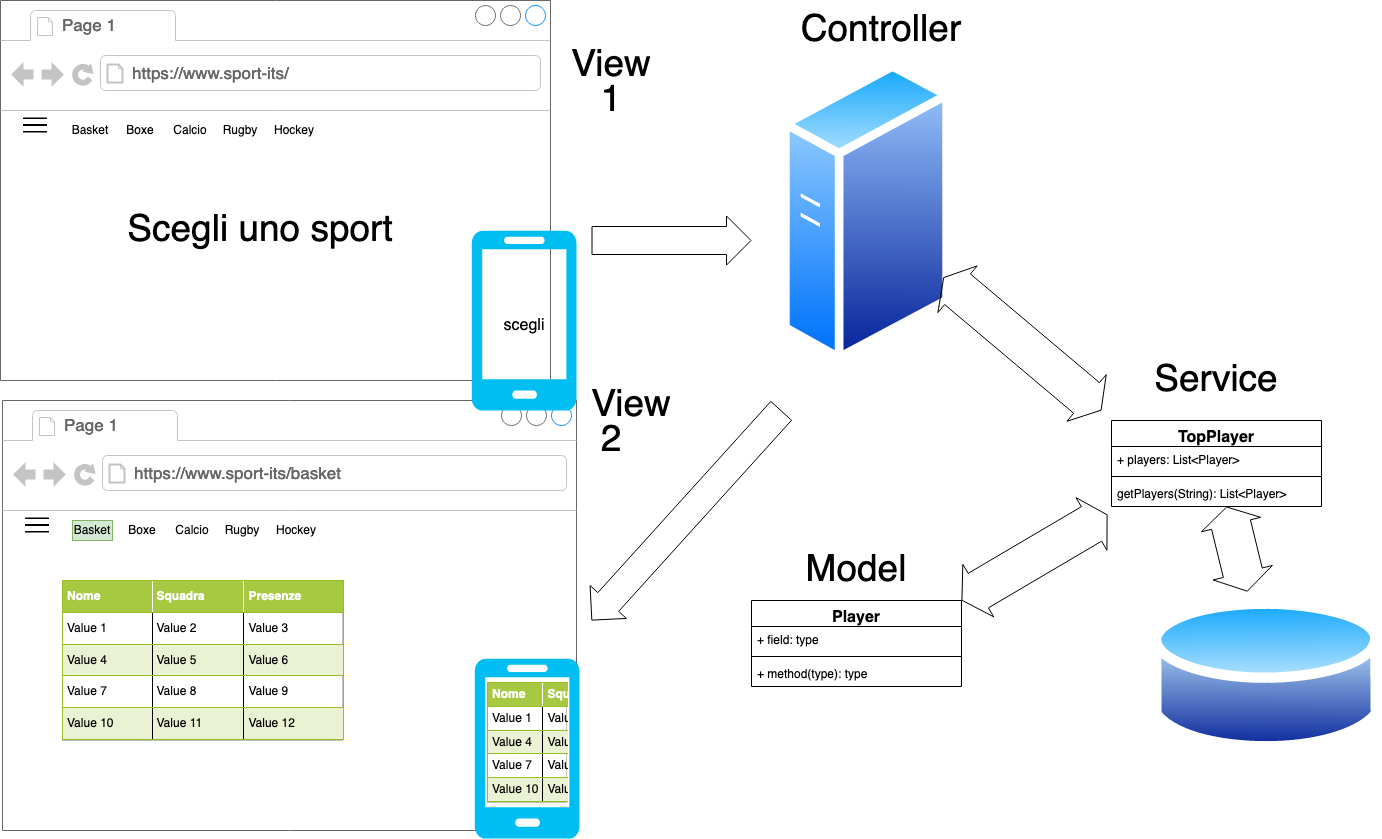 Page 1
https://www.sport-its/
Basket Boxe Calcio Rugby Hockey
Scegli uno sport
scegli
View
1
Controller
Page 1
https://www.sport-its/basket
Basket Boxe Calcio Rugby Hockey
Nome Squadra Presenze
Value 1 Value 2 Value 3
Value 4 Value 5 Value 6
Value 7 Value 8 Value 9
Value 10 Value 11 Value 12
Nome Squ
Value 1 Valu
Value 4 Valu
Value 7 Valu
Value 10 Valu
View
2
Service
TopPlayer
+ players: List<Player>
getPlayers(String): List<Player>
Model
Player
+ field: type
+ method(type): type